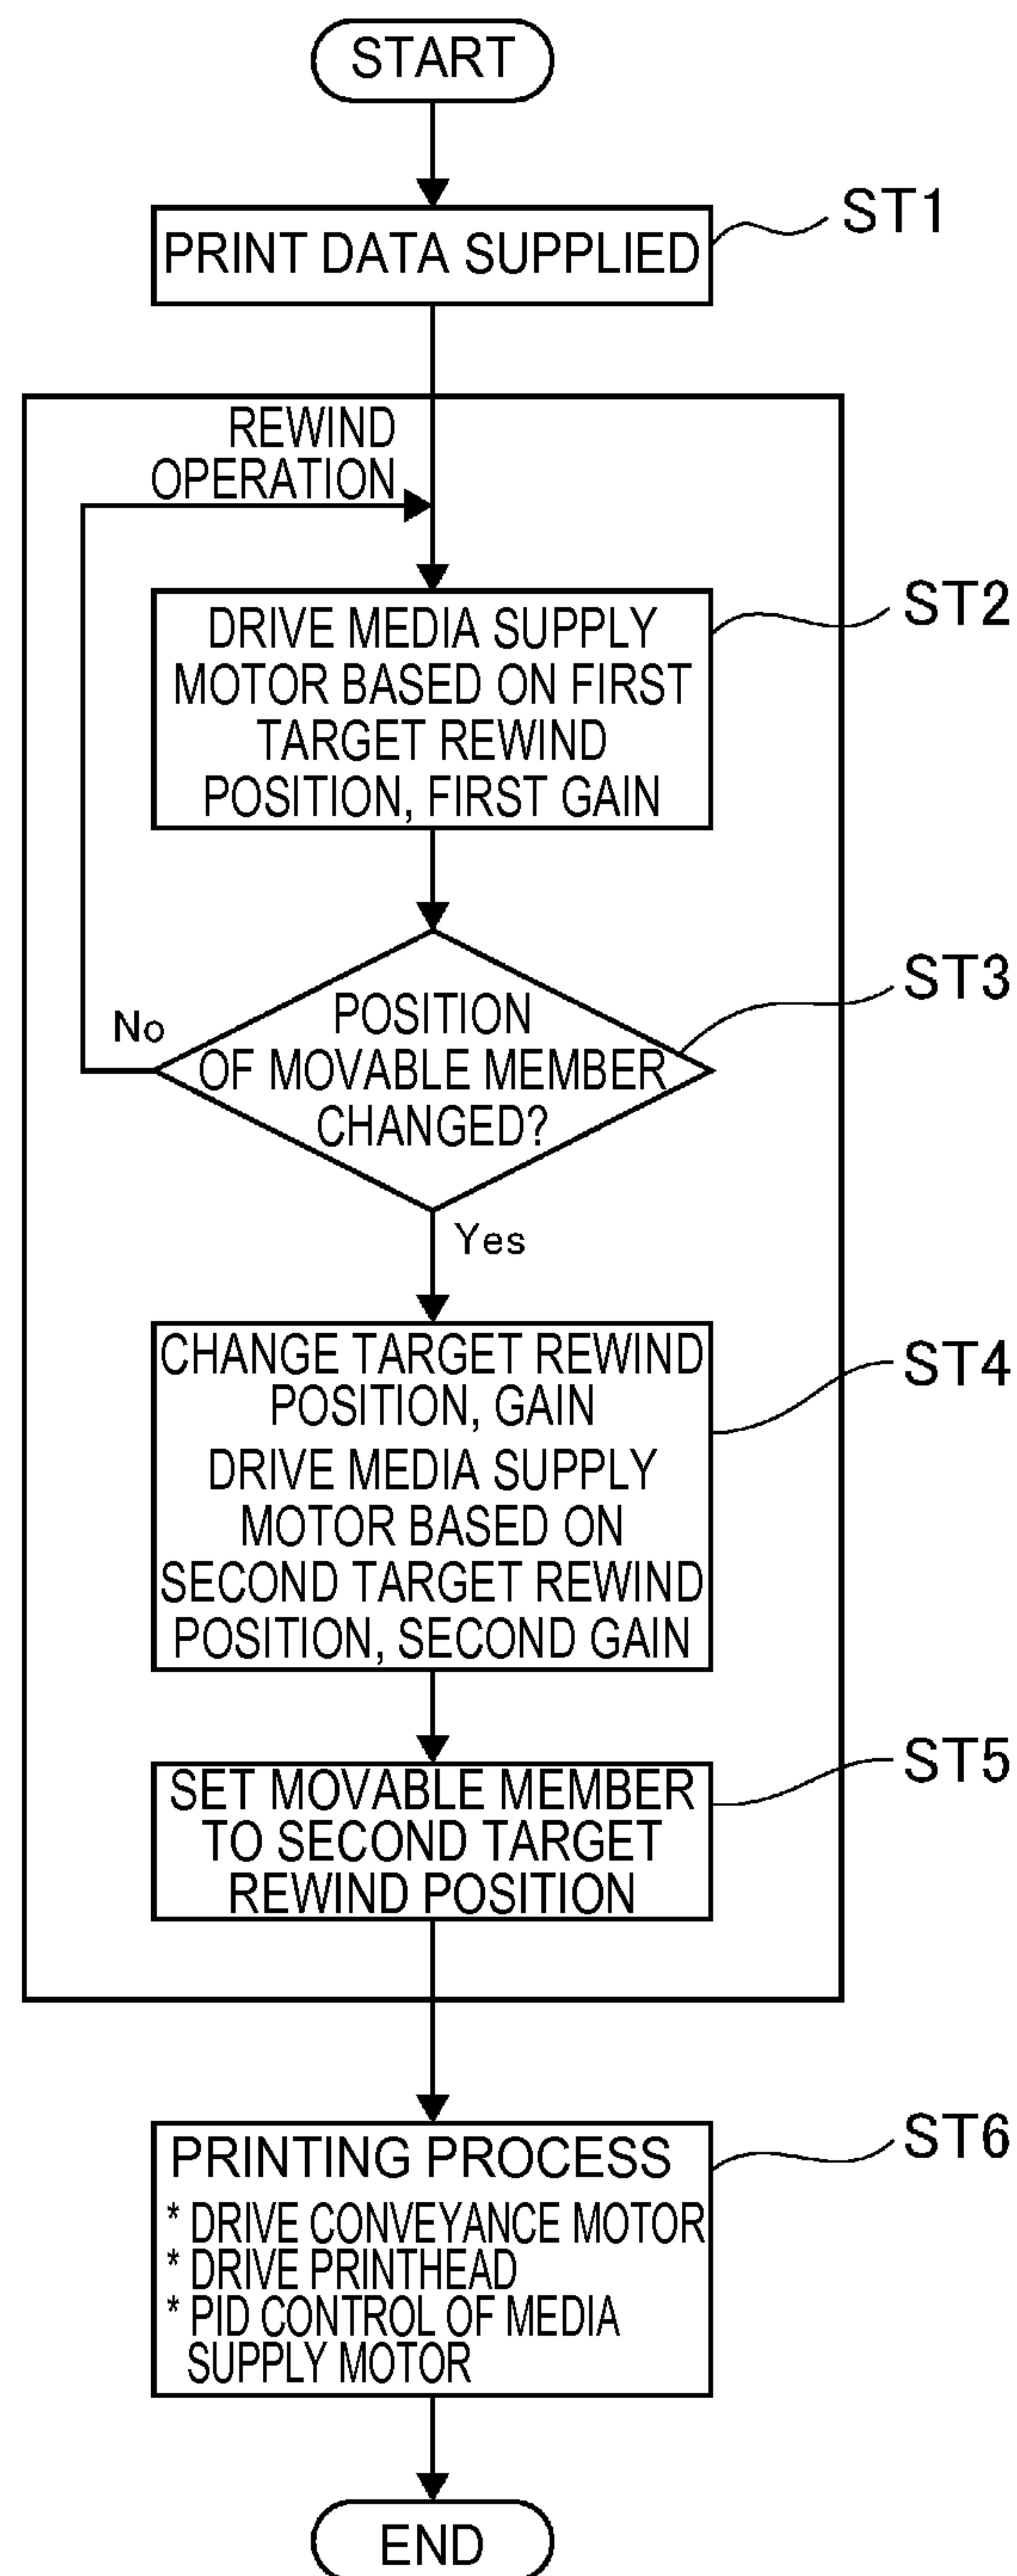 START
PRINT DATA SUPPLIED
ST1
REWIND
OPERATION
DRIVE MEDIA SUPPLY
MOTOR BASED ON FIRST
TARGET REWIND
POSITION, FIRST GAIN
ST2
POSITION
OF MOVABLE MEMBER
CHANGED?
ST3
No
Yes
CHANGE TARGET REWIND
POSITION, GAIN
DRIVE MEDIA SUPPLY
MOTOR BASED ON
SECOND TARGET REWIND
POSITION, SECOND GAIN
ST4
SET MOVABLE MEMBER
TO SECOND TARGET
REWIND POSITION
ST5
PRINTING PROCESS
* DRIVE CONVEYANCE MOTOR
* DRIVE PRINTHEAD
* PID CONTROL OF MEDIA
SUPPLY MOTOR
ST6
END